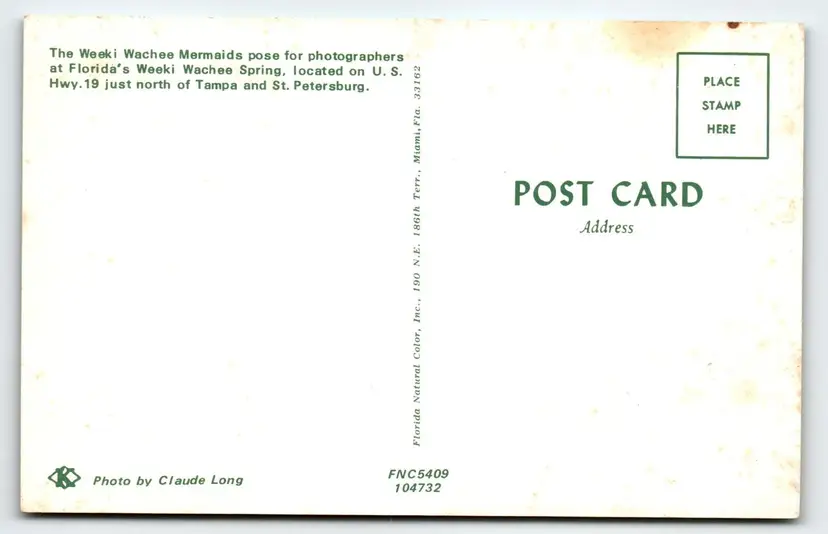 The Weeki Wachee Mermaids pose for photographers
at Florida's Weeki Wachee Spring, located on U.S.
Hwy.19 just north of Tampa and St. Petersburg.
Florida Natural Color, Inc., 190 N.E. 186th Terr., Miami, Fla. 33162
PLACE
STAMP
HERE
POST CARD
Address
K
Photo by Claude Long
FNC5409
104732